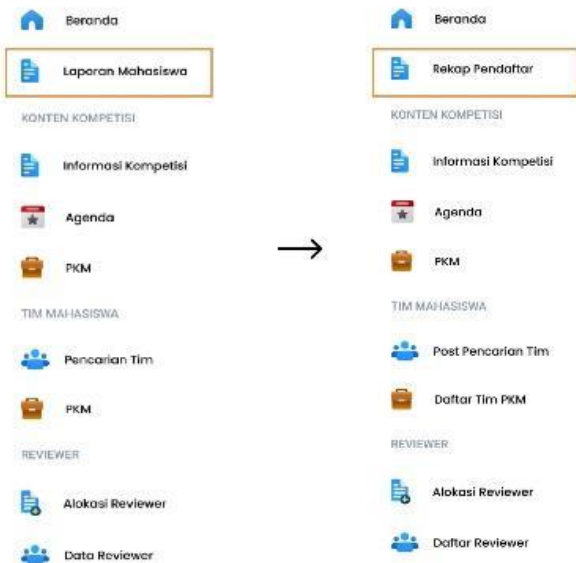 Beranda
Laporan Mahasiswa
KONTEN KOMPETISI
Informasi Kompetisi
Agenda
PKM
TIM MAHASISWA
Pencarian Tim
PKM
REVIEWER
Alokasi Reviewer
Data Reviewer
Beranda
Rekap Pendaftar
KONTEN KOMPETISI
Informasi Kompetisi
Agenda
PKM
TIM MAHASISWA
Post Pencarian Tim
Daftar Tim PKM
REVIEWER
Alokasi Reviewer
Daftar Reviewer